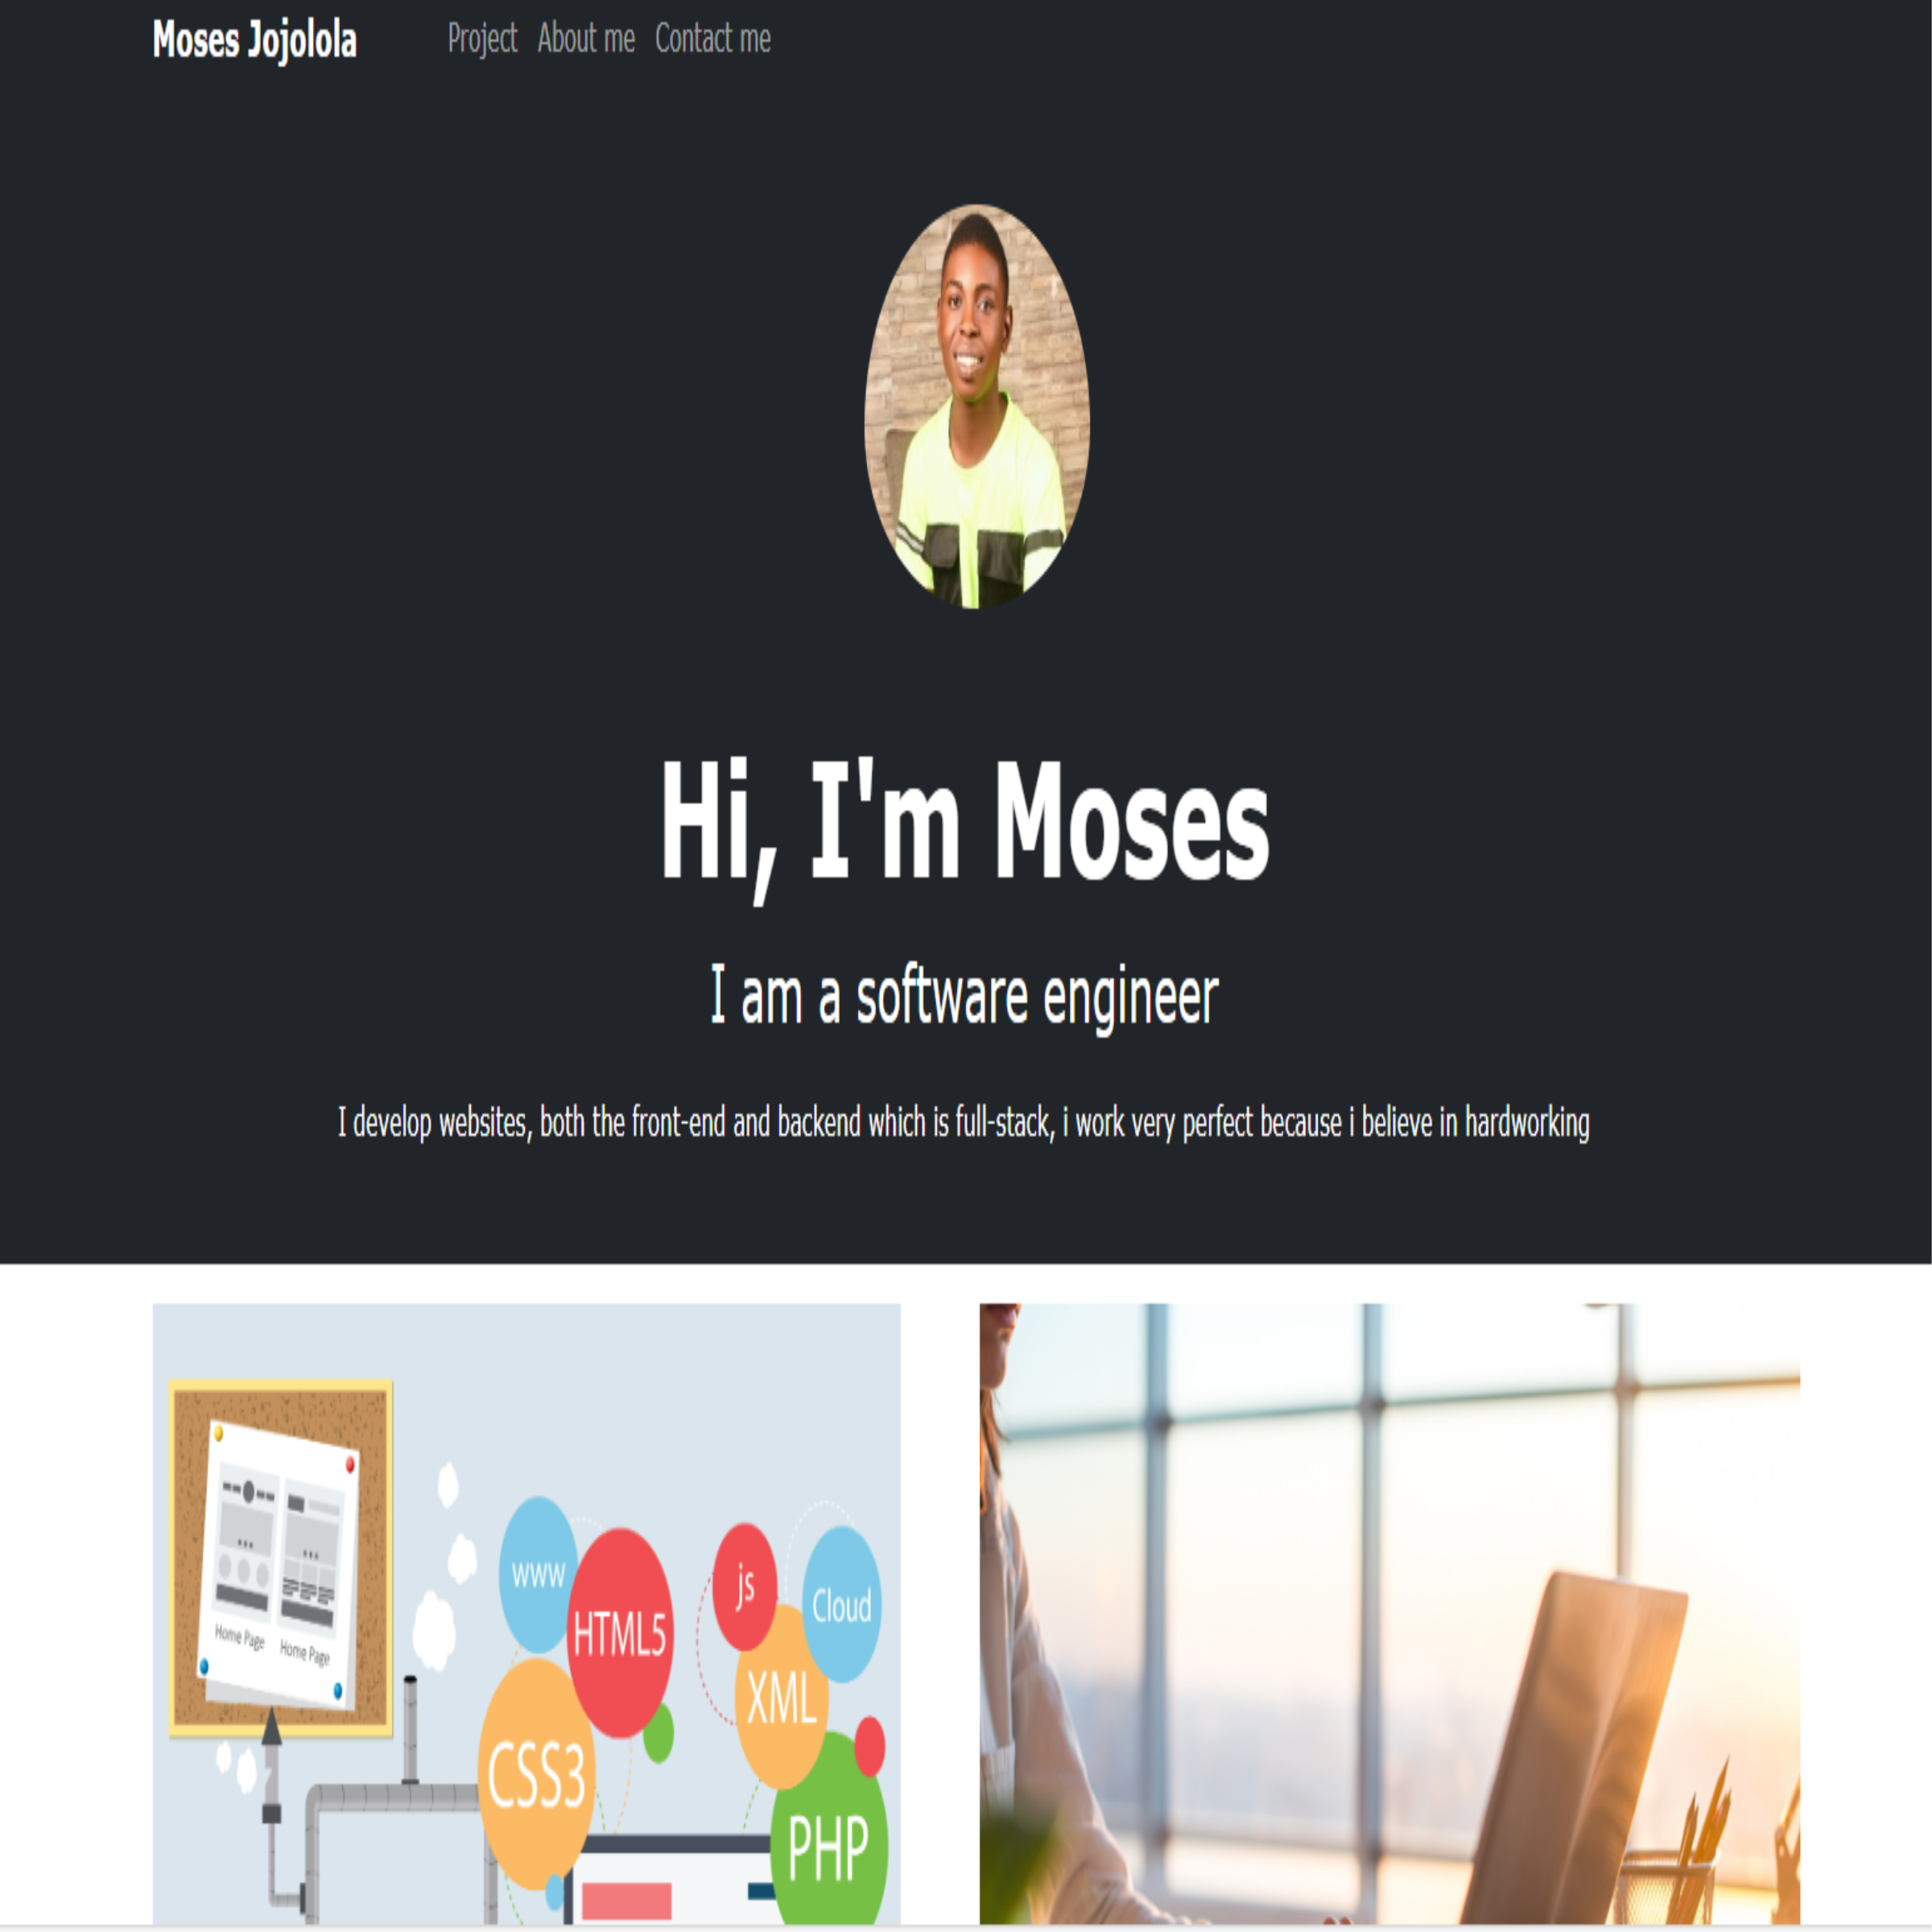 Moses Jojolola Project About me Contact me
Hi, I'm Moses
I am a software engineer
I develop websites, both the front-end and backend which is full-stack, i work very perfect because i believe in hardworking
Home Page Home Page
www
HTML5
js
Cloud
XML
CSS3
PHP